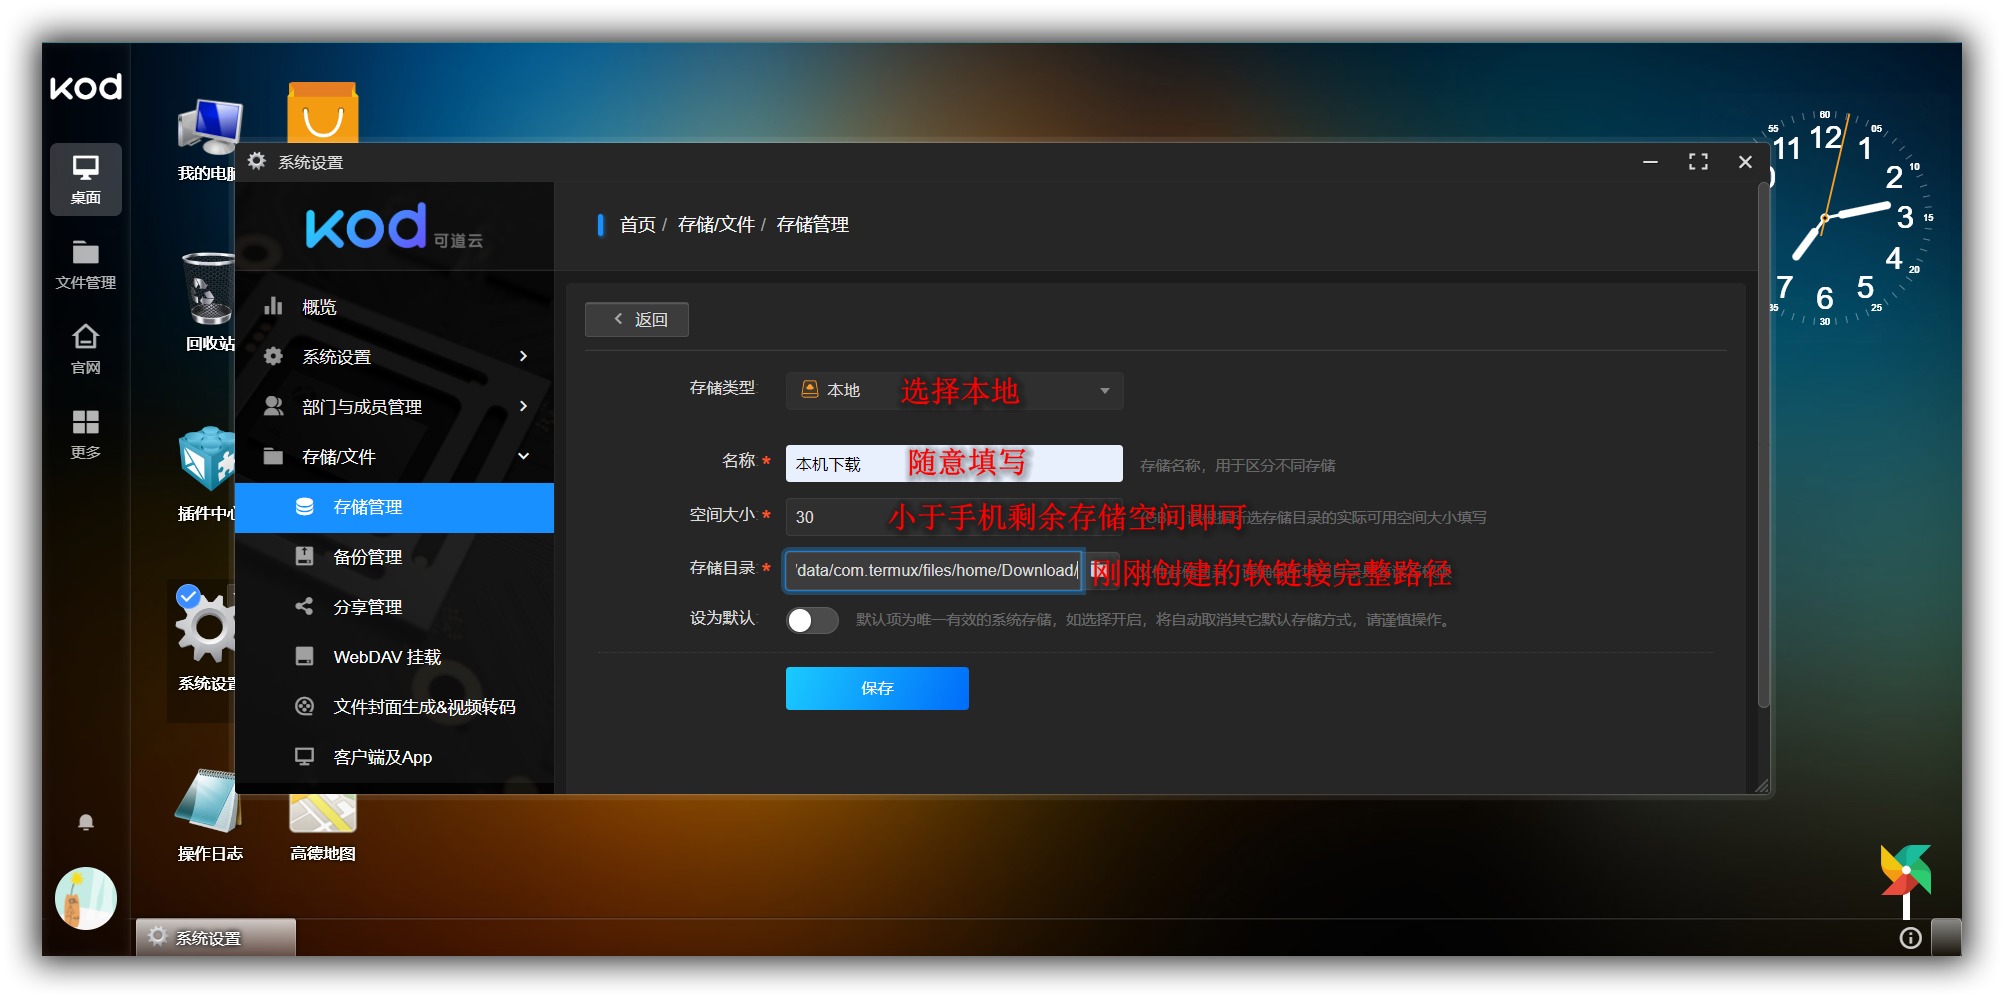 kod
桌面
文件管理
官网
更多
我的电脑
回收站
插件中心
系统设置
操作日志
高德地图
系统设置
kod 可道云
概览
系统设置
部门与成员管理
存储/文件
存储管理
备份管理
分享管理
WebDAV 挂载
文件封面生成&视频转码
客户端及App
首页 / 存储/文件 / 存储管理
返回
存储类型: 本地 选择本地
名称: * 本机下载 随意填写 存储名称，用于区分不同存储
空间大小: * 30 小于手机剩余存储空间即可 所选存储目录的实际可用空间大小填写
存储目录: * 'data/com.termux/files/home/Download/ 刚刚创建的软链接完整路径
设为默认: 默认项为唯一有效的系统存储，如选择开启，将自动取消其它默认存储方式，请谨慎操作。
保存
60 05 10 15 20 25 30 35 55
12 1 2 3 4 5 6 7 11
系统设置